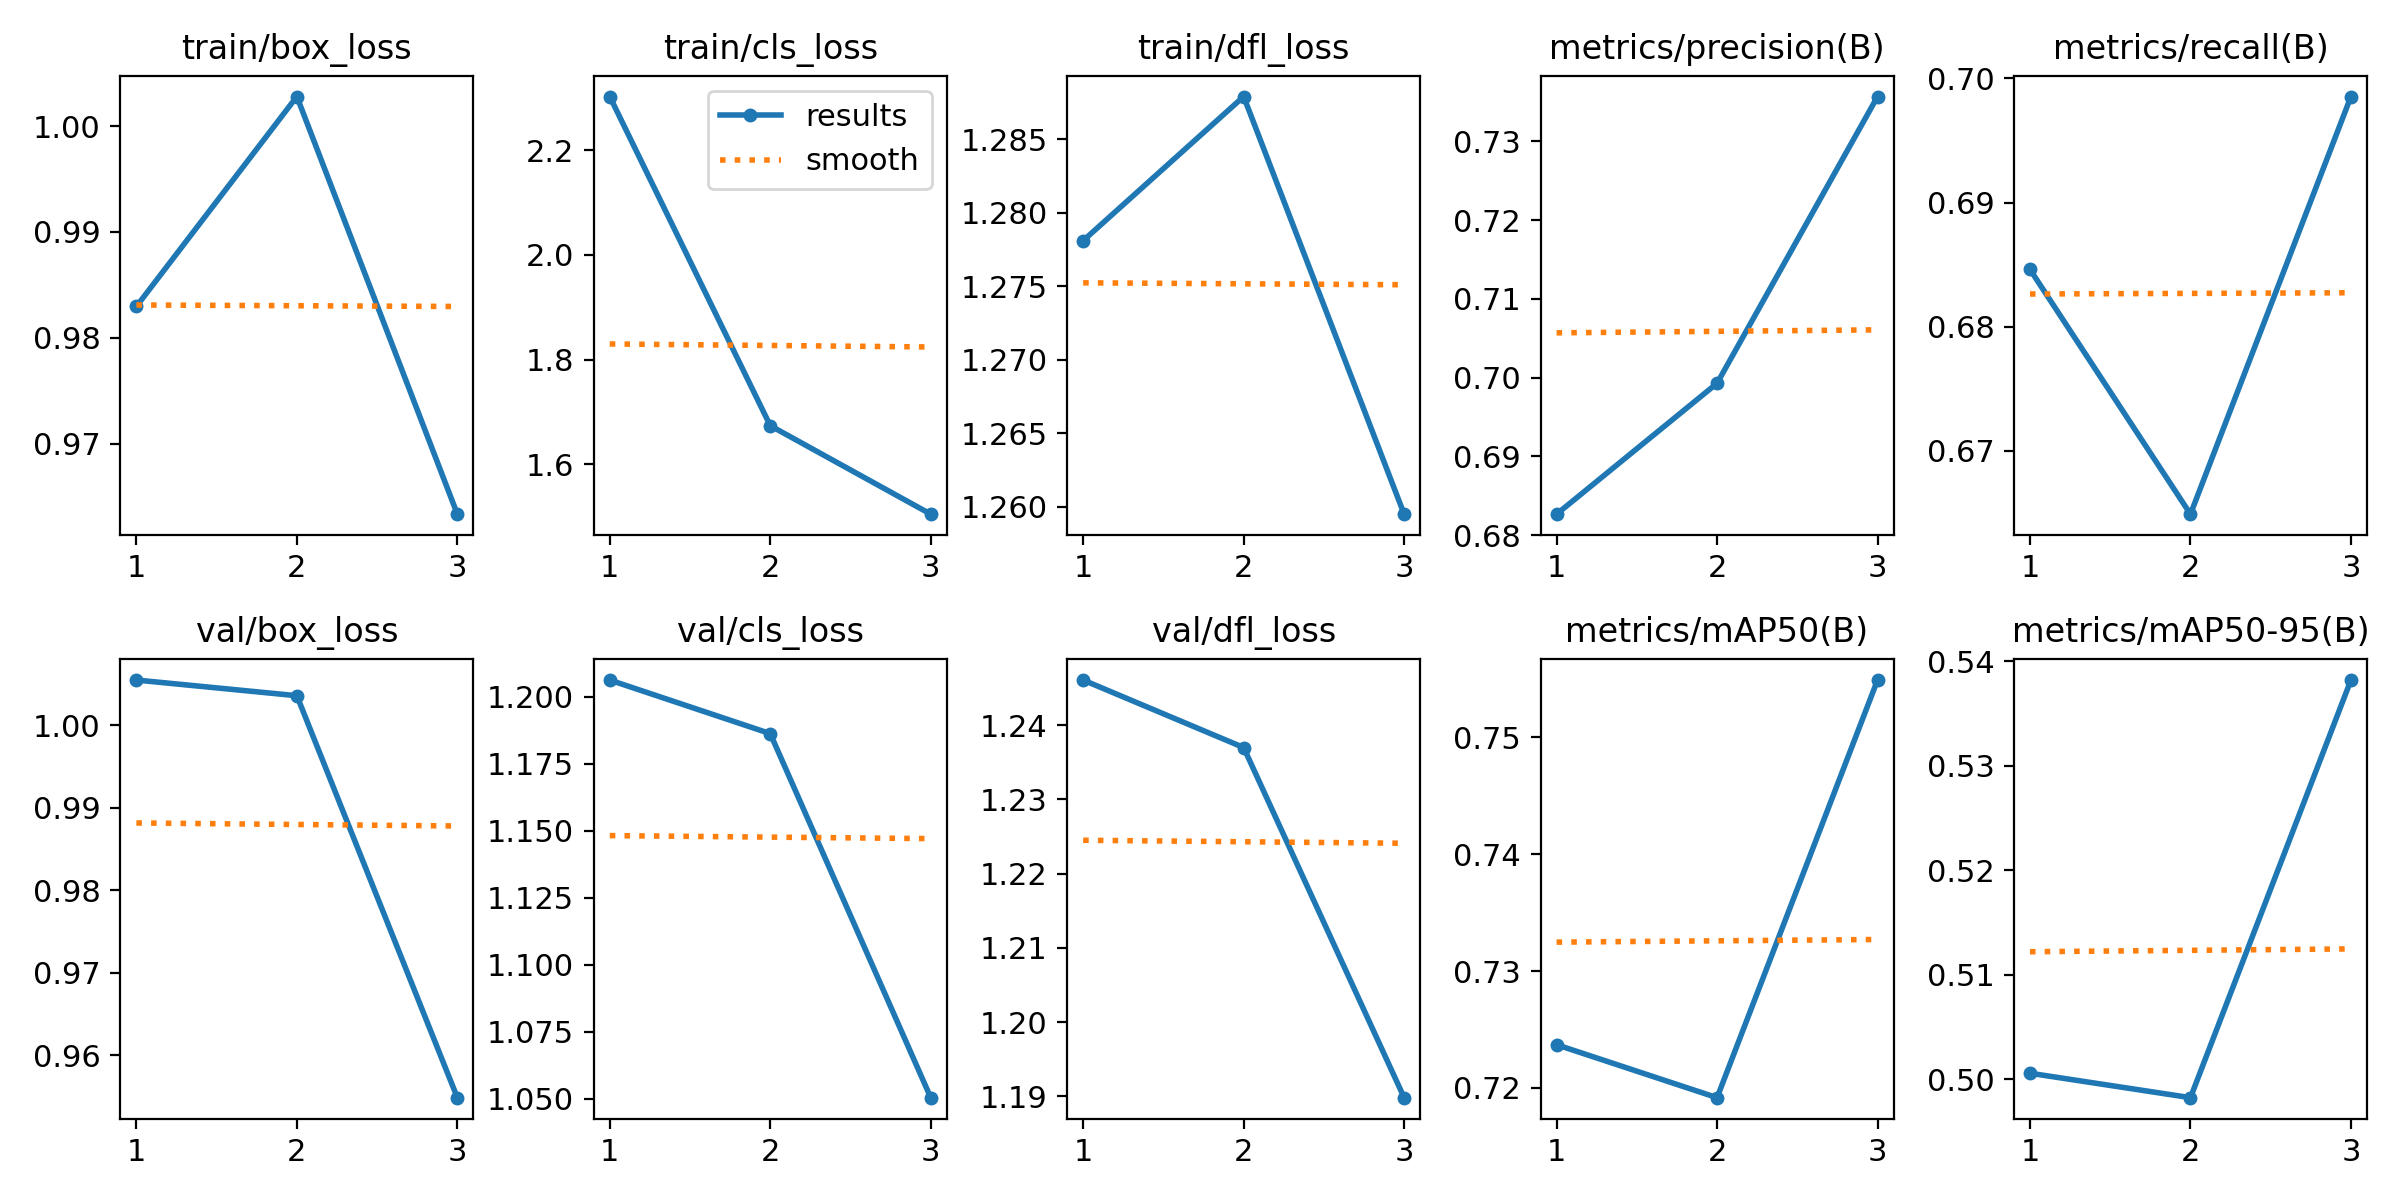 train/box_loss
1.00
0.99
0.98
0.97
1 2 3
train/cls_loss
results
smooth
2.2
2.0
1.8
1.6
1 2 3
train/dfl_loss
1.285
1.280
1.275
1.270
1.265
1.260
1 2 3
metrics/precision(B)
0.73
0.72
0.71
0.70
0.69
0.68
1 2 3
metrics/recall(B)
0.70
0.69
0.68
0.67
1 2 3
val/box_loss
1.00
0.99
0.98
0.97
0.96
1 2 3
val/cls_loss
1.200
1.175
1.150
1.125
1.100
1.075
1.050
1 2 3
val/dfl_loss
1.24
1.23
1.22
1.21
1.20
1.19
1 2 3
metrics/mAP50(B)
0.75
0.74
0.73
0.72
1 2 3
metrics/mAP50-95(B)
0.54
0.53
0.52
0.51
0.50
1 2 3